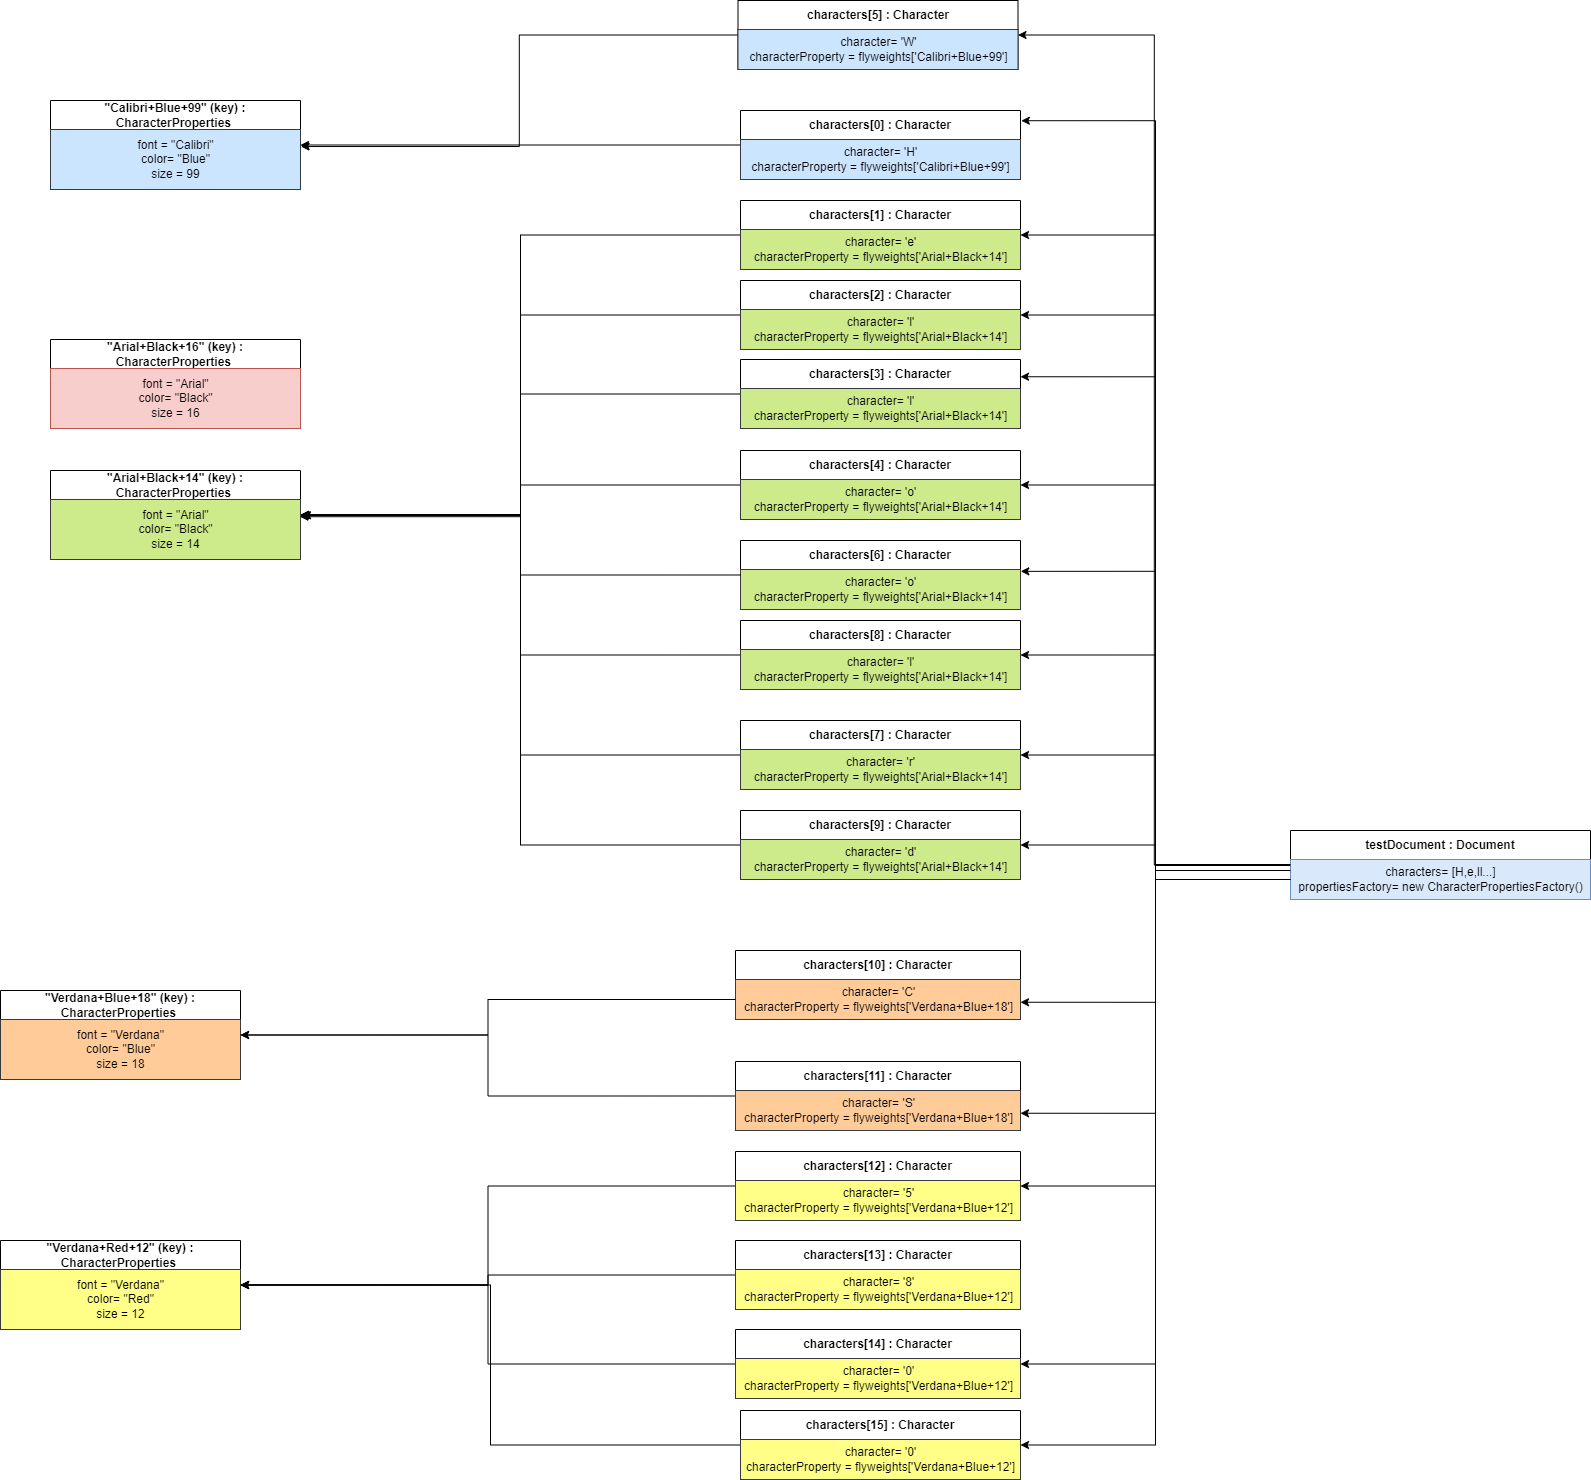 characters[5] : Character
character= 'W'
characterProperty = flyweights['Calibri+Blue+99']
"Calibri+Blue+99" (key) :
CharacterProperties
font = "Calibri"
color= "Blue"
size = 99
characters[0] : Character
character= 'H'
characterProperty = flyweights['Calibri+Blue+99']
characters[1] : Character
character= 'e'
characterProperty = flyweights['Arial+Black+14']
characters[2] : Character
character= 'l'
characterProperty = flyweights['Arial+Black+14']
"Arial+Black+16" (key) :
CharacterProperties
font = "Arial"
color= "Black"
size = 16
characters[3] : Character
character= 'l'
characterProperty = flyweights['Arial+Black+14']
"Arial+Black+14" (key) :
CharacterProperties
font = "Arial"
color= "Black"
size = 14
characters[4] : Character
character= 'o'
characterProperty = flyweights['Arial+Black+14']
characters[6] : Character
character= 'o'
characterProperty = flyweights['Arial+Black+14']
characters[8] : Character
character= 'l'
characterProperty = flyweights['Arial+Black+14']
characters[7] : Character
character= 'r'
characterProperty = flyweights['Arial+Black+14']
characters[9] : Character
character= 'd'
characterProperty = flyweights['Arial+Black+14']
testDocument : Document
characters= [H,e,ll...]
propertiesFactory= new CharacterPropertiesFactory()
characters[10] : Character
character= 'C'
characterProperty = flyweights['Verdana+Blue+18']
"Verdana+Blue+18" (key) :
CharacterProperties
font = "Verdana"
color= "Blue"
size = 18
characters[11] : Character
character= 'S'
characterProperty = flyweights['Verdana+Blue+18']
characters[12] : Character
character= '5'
characterProperty = flyweights['Verdana+Blue+12']
"Verdana+Red+12" (key) :
CharacterProperties
font = "Verdana"
color= "Red"
size = 12
characters[13] : Character
character= '8'
characterProperty = flyweights['Verdana+Blue+12']
characters[14] : Character
character= '0'
characterProperty = flyweights['Verdana+Blue+12']
characters[15] : Character
character= '0'
characterProperty = flyweights['Verdana+Blue+12']